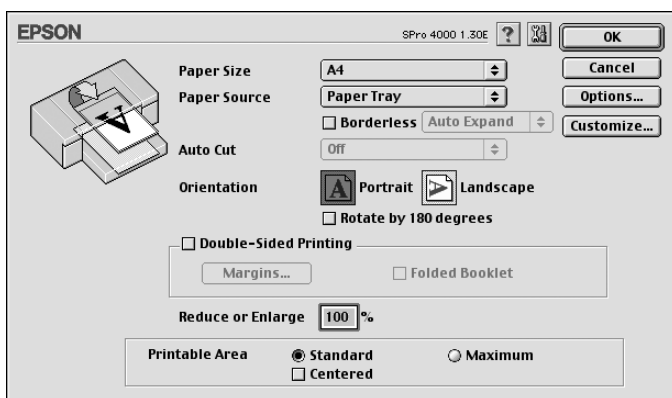 EPSON
SPro 4000 1.30E
?
OK
Paper Size
A4
Cancel
Paper Source
Paper Tray
Options...
Borderless
Auto Expand
Customize...
Auto Cut
Off
Orientation
A
Portrait
A
Landscape
Rotate by 180 degrees
Double-Sided Printing
Margins...
Folded Booklet
Reduce or Enlarge
100 %
Printable Area
Standard
Maximum
Centered